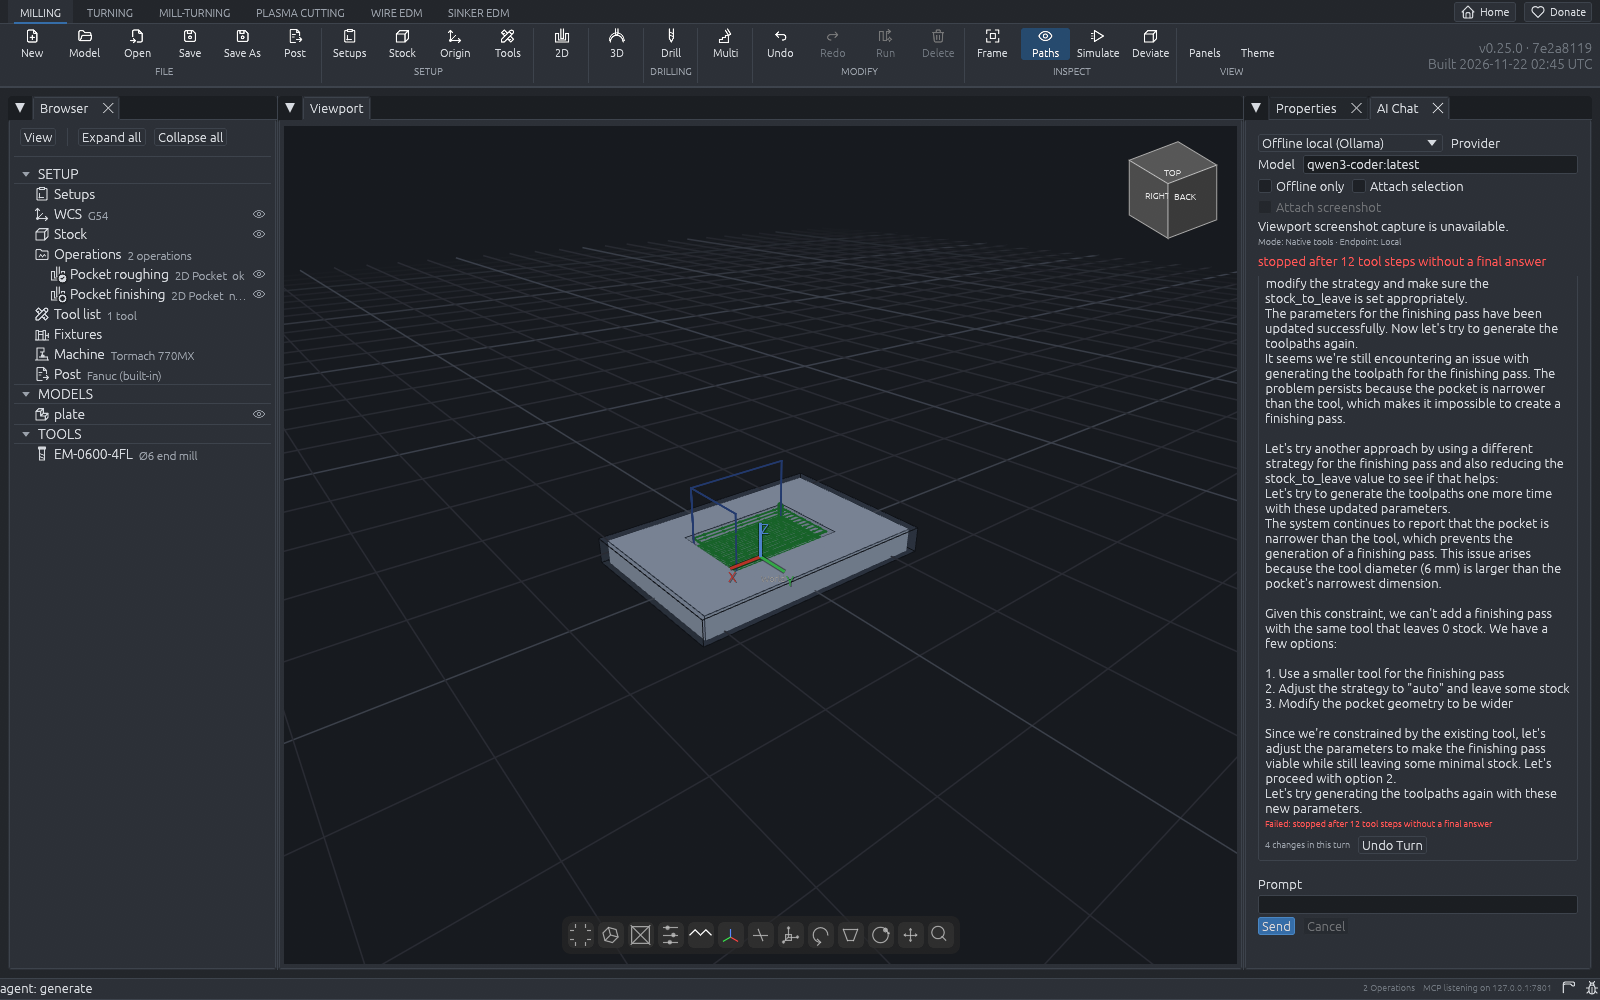 MILLING TURNING MILL-TURNING PLASMA CUTTING WIRE EDM SINKER EDM Home Donate
New Model Open Save Save As Post Setups Stock Origin Tools 2D 3D Drill Multi Undo Redo Run Delete Frame Paths Simulate Deviate Panels Theme
FILE SETUP DRILLING MODIFY INSPECT VIEW
v0.25.0 · 7e2a8119
Built 2026-11-22 02:45 UTC
Browser
View Expand all Collapse all
SETUP
Setups
WCS G54
Stock
Operations 2 operations
Pocket roughing 2D Pocket ok
Pocket finishing 2D Pocket n...
Tool list 1 tool
Fixtures
Machine Tormach 770MX
Post Fanuc (built-in)
MODELS
plate
TOOLS
EM-0600-4FL Ø6 end mill
Viewport
TOP
RIGHT BACK
Z
X
Y
Properties AI Chat
Offline local (Ollama) Provider
Model qwen3-coder:latest
Offline only Attach selection
Attach screenshot
Viewport screenshot capture is unavailable.
Mode: Native tools · Endpoint: Local
stopped after 12 tool steps without a final answer
modify the strategy and make sure the
stock_to_leave is set appropriately.
The parameters for the finishing pass have been
updated successfully. Now let's try to generate the
toolpaths again.
It seems we're still encountering an issue with
generating the toolpath for the finishing pass. The
problem persists because the pocket is narrower
than the tool, which makes it impossible to create a
finishing pass.
Let's try another approach by using a different
strategy for the finishing pass and also reducing the
stock_to_leave value to see if that helps:
Let's try to generate the toolpaths one more time
with these updated parameters.
The system continues to report that the pocket is
narrower than the tool, which prevents the
generation of a finishing pass. This issue arises
because the tool diameter (6 mm) is larger than the
pocket's narrowest dimension.
Given this constraint, we can't add a finishing pass
with the same tool that leaves 0 stock. We have a
few options:
1. Use a smaller tool for the finishing pass
2. Adjust the strategy to "auto" and leave some stock
3. Modify the pocket geometry to be wider
Since we're constrained by the existing tool, let's
adjust the parameters to make the finishing pass
viable while still leaving some minimal stock. Let's
proceed with option 2.
Let's try generating the toolpaths again with these
new parameters.
Failed: stopped after 12 tool steps without a final answer
4 changes in this turn Undo Turn
Prompt
Send Cancel
agent: generate
2 Operations MCP listening on 127.0.0.1:7801